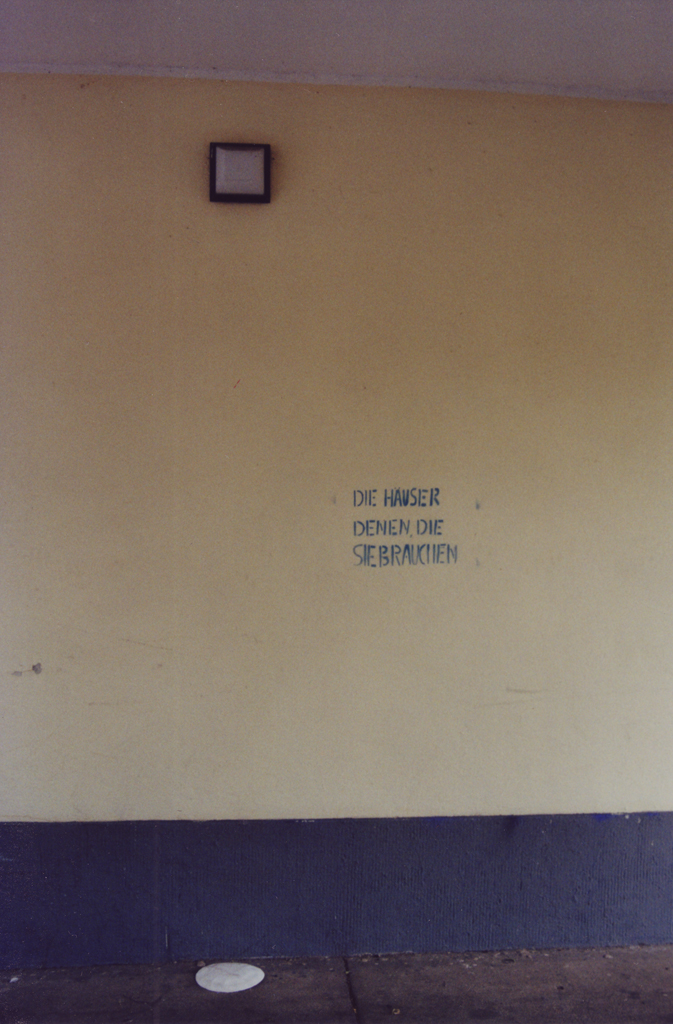 DIE HÄUSER
DENEN, DIE
SIE BRAUCHEN